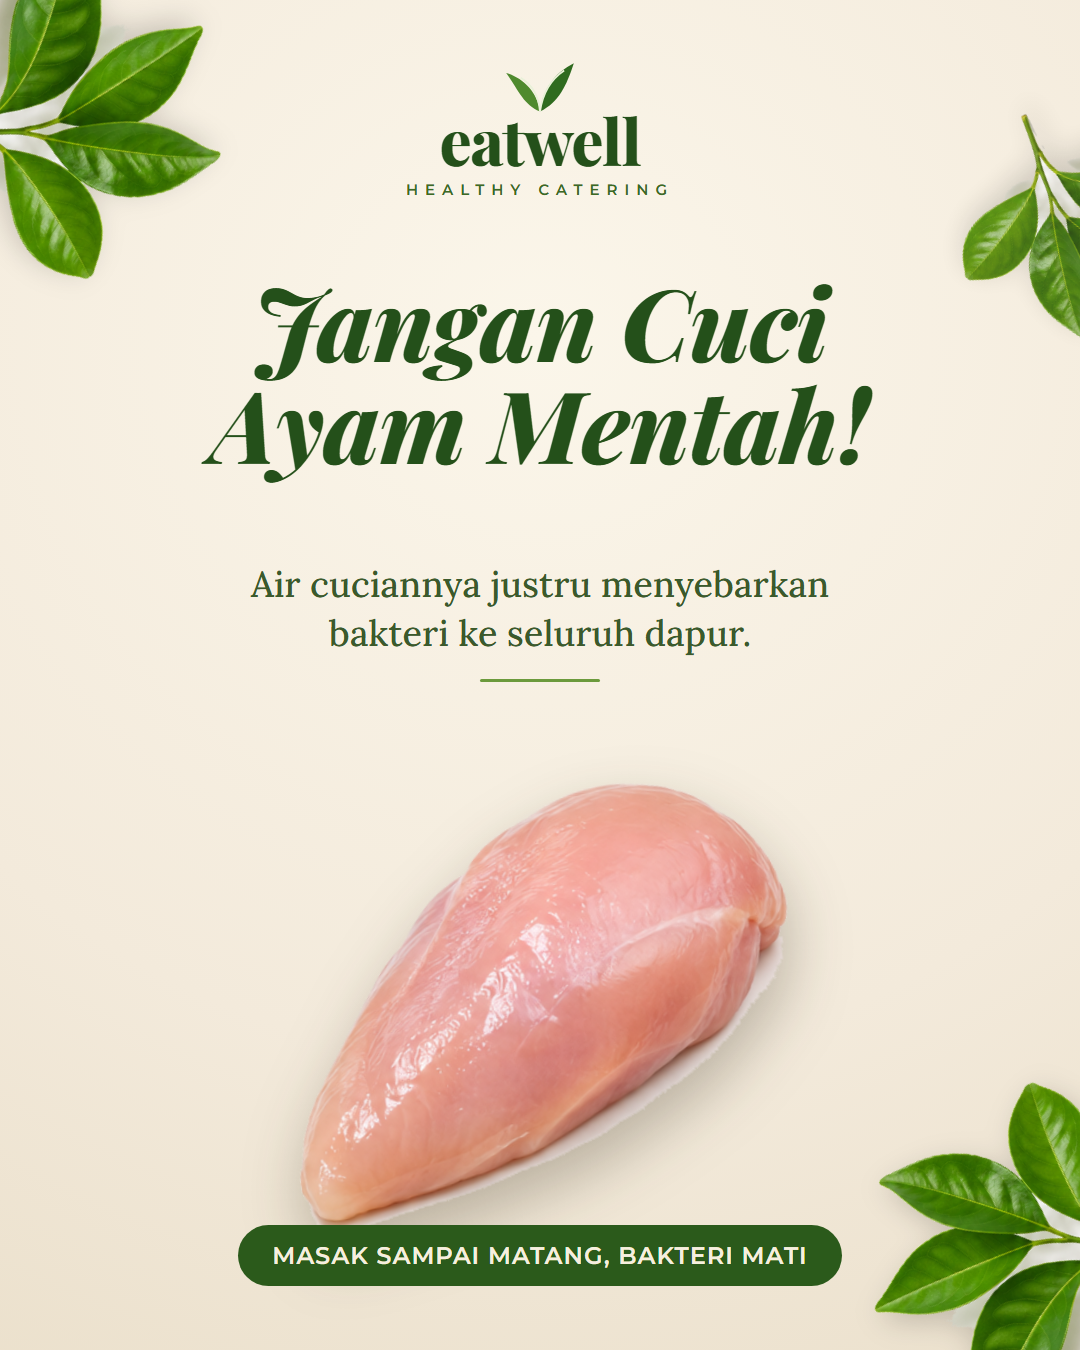 eatwell
HEALTHY CATERING
Jangan Cuci
Ayam Mentah!
Air cuciannya justru menyebarkan
bakteri ke seluruh dapur.
MASAK SAMPAI MATANG, BAKTERI MATI